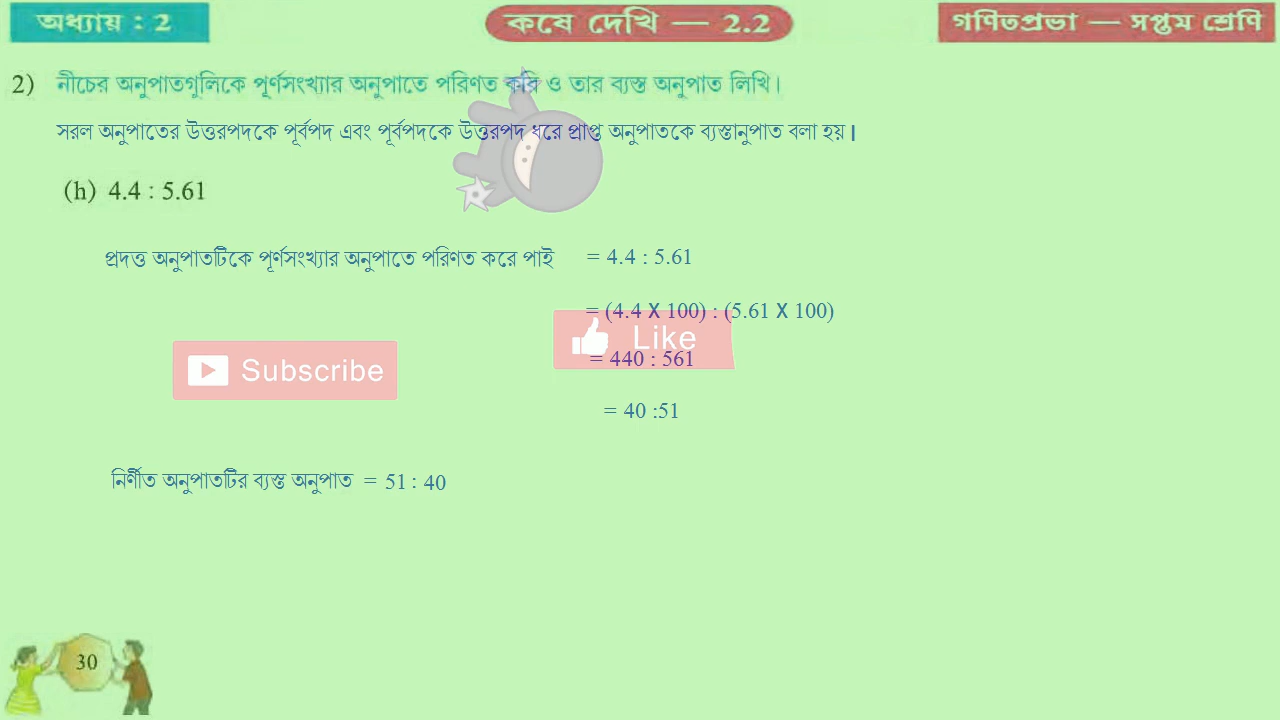 অধ্যায় : 2
কষে দেখি — 2.2
গণিতপ্রভা — সপ্তম শ্রেণি
2) নীচের অনুপাতগুলিকে পূর্ণসংখ্যার অনুপাতে পরিণত করি ও তার ব্যস্ত অনুপাত লিখি।
সরল অনুপাতের উত্তরপদকে পূর্বপদ এবং পূর্বপদকে উত্তরপদ ধরে প্রাপ্ত অনুপাতকে ব্যস্তানুপাত বলা হয়।
(h) 4.4 : 5.61
প্রদত্ত অনুপাতটিকে পূর্ণসংখ্যার অনুপাতে পরিণত করে পাই = 4.4 : 5.61
= (4.4 X 100) : (5.61 X 100)
Like
= 440 : 561
Subscribe
= 40 :51
নির্ণীত অনুপাতটির ব্যস্ত অনুপাত = 51 : 40
30